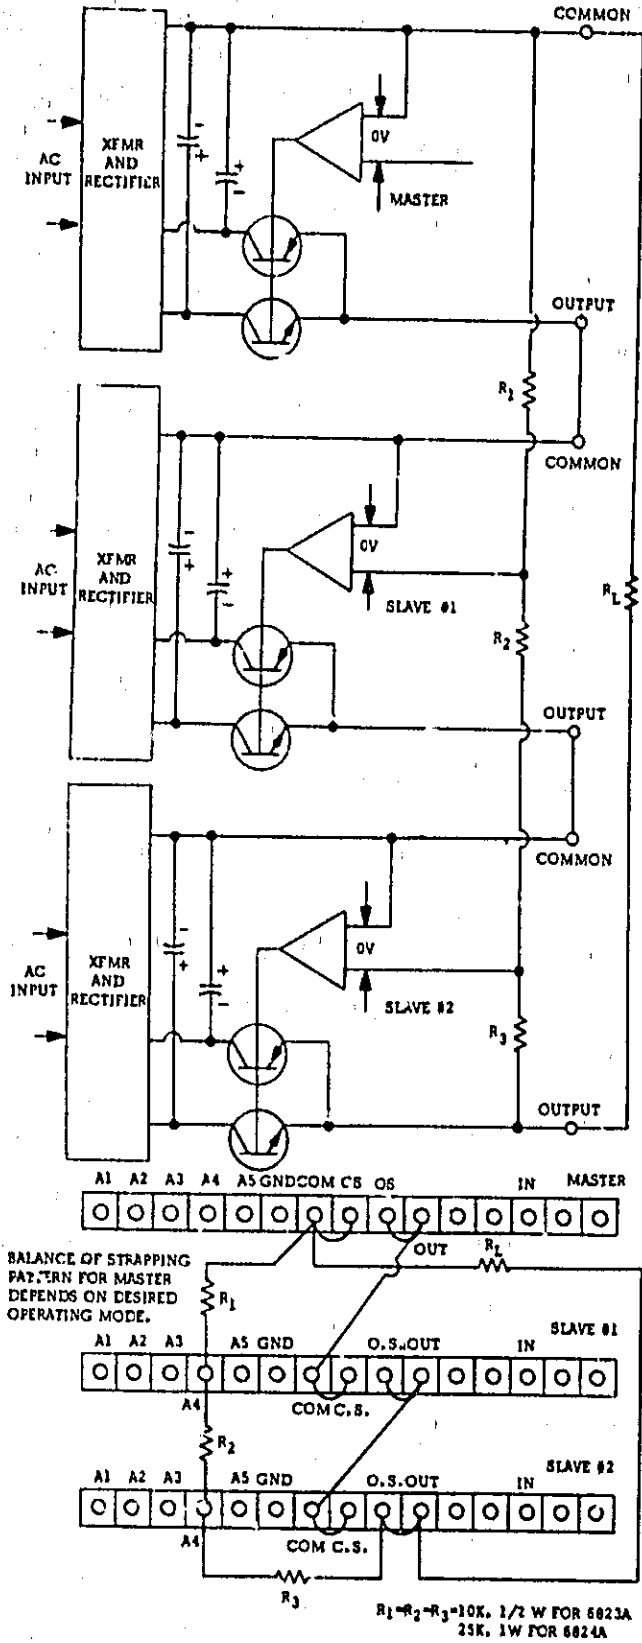 COMMON
AC
INPUT
XFMR
AND
RECTIFIER
-
+
+
-
0V
MASTER
OUTPUT
R1
COMMON
AC
INPUT
XFMR
AND
RECTIFIER
-
+
+
-
0V
SLAVE #1
R2
RL
OUTPUT
COMMON
AC
INPUT
XFMR
AND
RECTIFIER
-
+
+
-
0V
SLAVE #2
R3
OUTPUT
A1 A2 A3 A4 A5 GND COM CS OS IN MASTER
OUT
BALANCE OF STRAPPING
PATTERN FOR MASTER
DEPENDS ON DESIRED
OPERATING MODE.
R1
RL
SLAVE #1
A1 A2 A3 A5 GND O.S. OUT IN
A4 COM C.S.
R2
SLAVE #2
A1 A2 A3 A5 GND O.S. OUT IN
A4 COM C.S.
R3
R1=R2=R3=10K, 1/2 W FOR 6823A
25K, 1W FOR 6824A